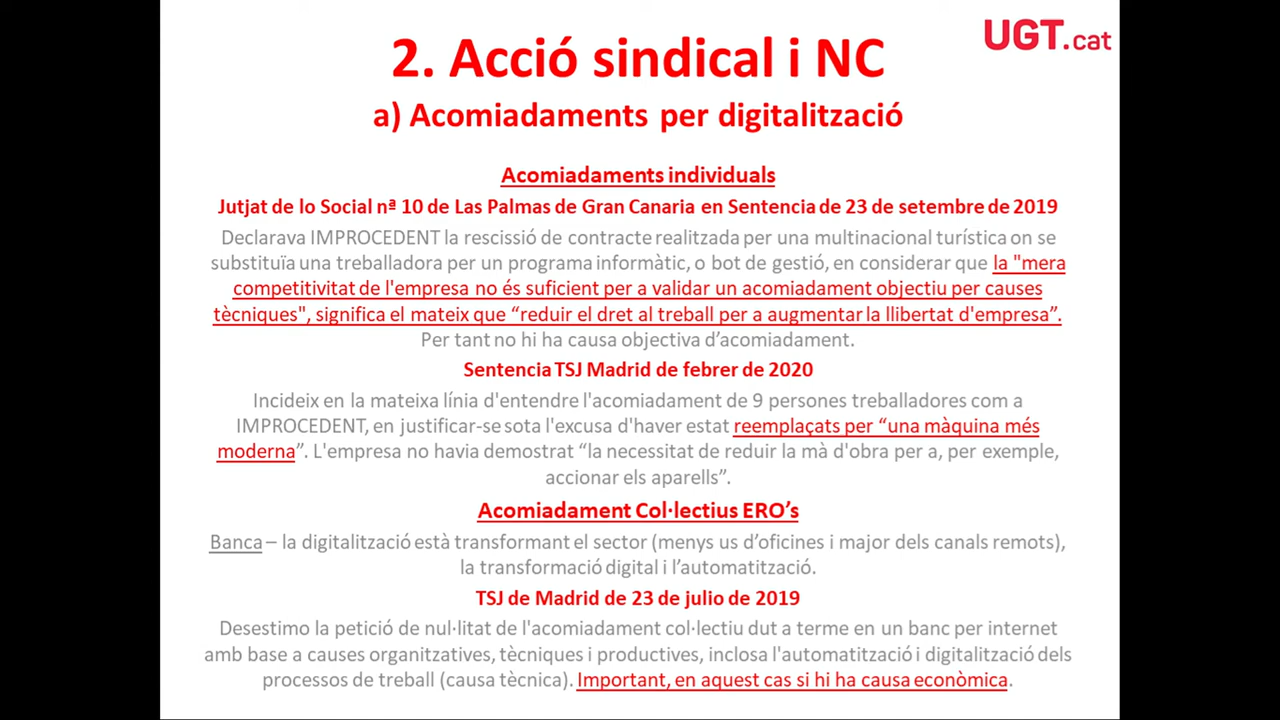 UGT.cat
2. Acció sindical i NC
a) Acomiadaments per digitalització
Acomiadaments individuals
Jutjat de lo Social nª 10 de Las Palmas de Gran Canaria en Sentencia de 23 de setembre de 2019
Declarava IMPROCEDENT la rescissió de contracte realitzada per una multinacional turística on se
substituïa una treballadora per un programa informàtic, o bot de gestió, en considerar que la "mera
competitivitat de l'empresa no és suficient per a validar un acomiadament objectiu per causes
tècniques", significa el mateix que “reduir el dret al treball per a augmentar la llibertat d'empresa”.
Per tant no hi ha causa objectiva d’acomiadament.
Sentencia TSJ Madrid de febrer de 2020
Incideix en la mateixa línia d'entendre l'acomiadament de 9 persones treballadores com a
IMPROCEDENT, en justificar-se sota l'excusa d'haver estat reemplaçats per “una màquina més
moderna”. L'empresa no havia demostrat “la necessitat de reduir la mà d'obra per a, per exemple,
accionar els aparells”.
Acomiadament Col·lectius ERO’s
Banca – la digitalització està transformant el sector (menys us d’oficines i major dels canals remots),
la transformació digital i l’automatització.
TSJ de Madrid de 23 de julio de 2019
Desestimo la petició de nul·litat de l'acomiadament col·lectiu dut a terme en un banc per internet
amb base a causes organitzatives, tècniques i productives, inclosa l'automatització i digitalització dels
processos de treball (causa tècnica). Important, en aquest cas si hi ha causa econòmica.